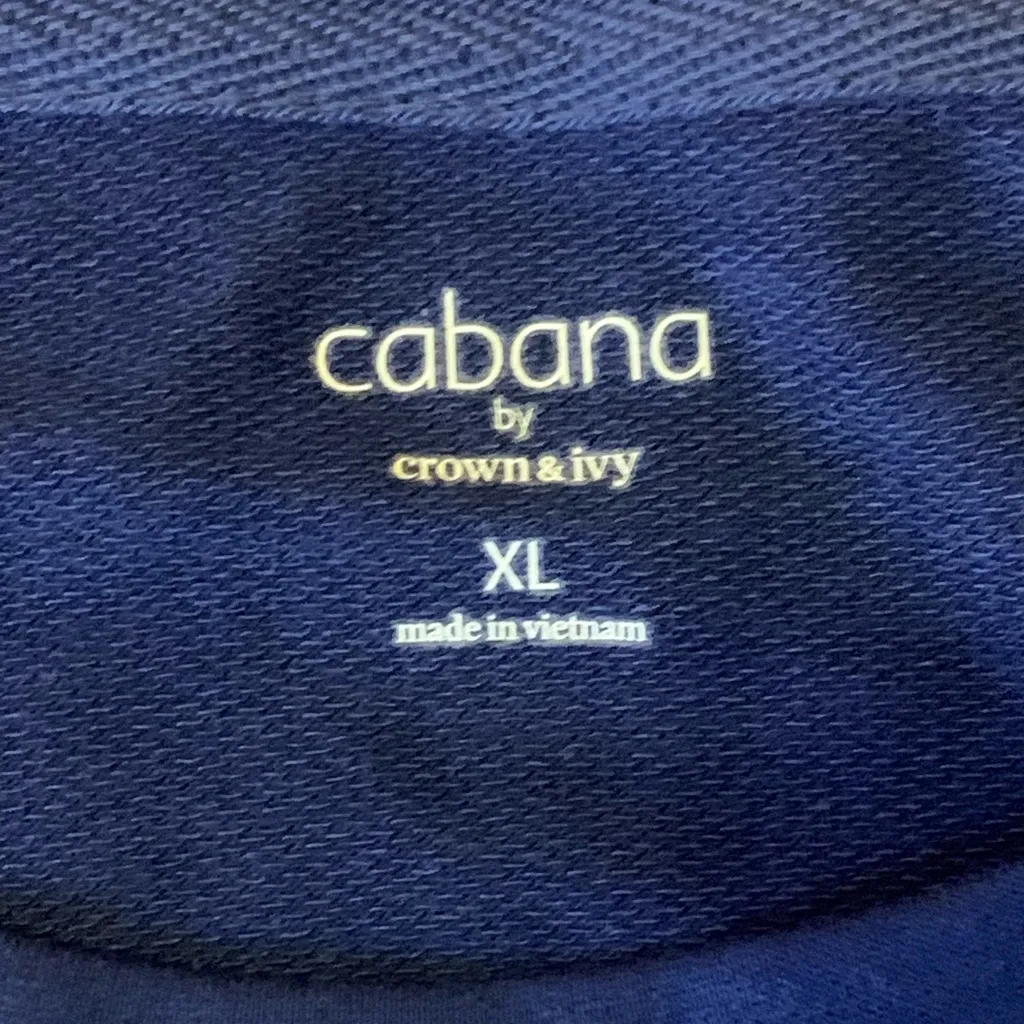 cabana
by
crown & ivy
XL
made in vietnam